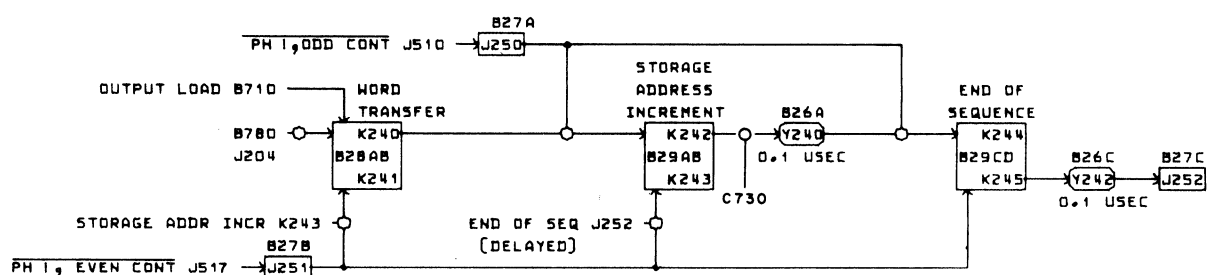 B27A
PH I, ODD CONT J510 J250
STORAGE
ADDRESS
INCREMENT
OUTPUT LOAD B710 WORD
TRANSFER
END OF
SEQUENCE
B26A
B780 K240 K242 Y240 K244
J204 B28AB B29AB 0.1 USEC B29CD B26C B27C
K241 K243 K245 Y242 J252
C730 0.1 USEC
STORAGE ADDR INCR K243 END OF SEQ J252
(DELAYED)
B27B
PH I, EVEN CONT J517 J251